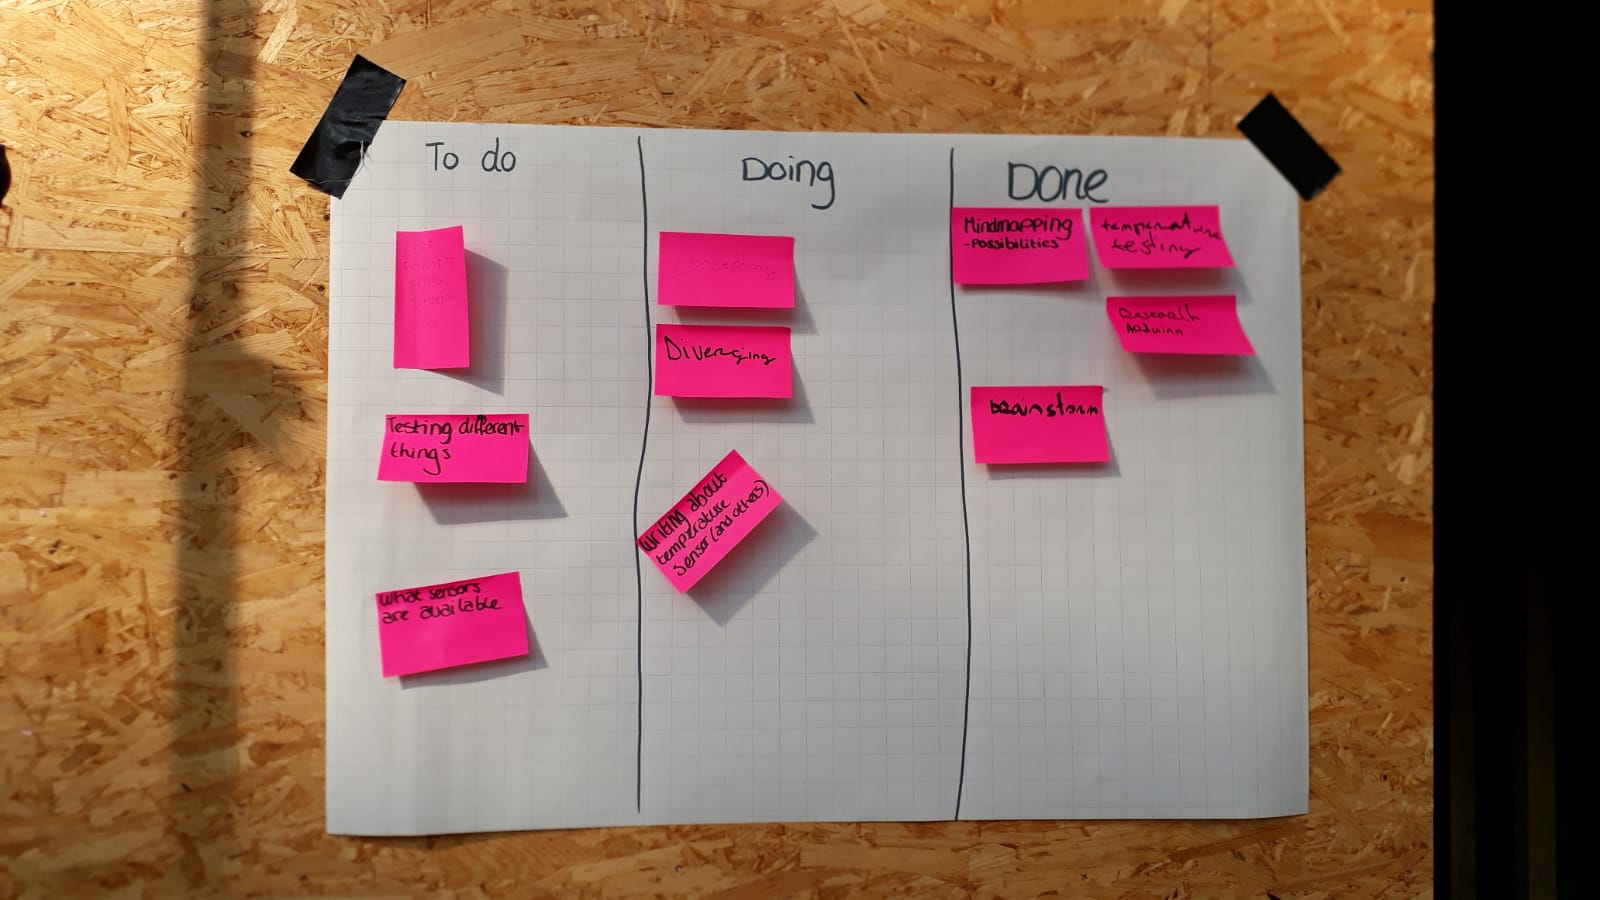 To do
Testing different
things
What sensors
are available
Doing
Concepting
Diverging
Writing about
temperature
sensor (and others)
Done
Mindmapping
-Possibilities
temperature
testing
Research
Arduino
brainstorm